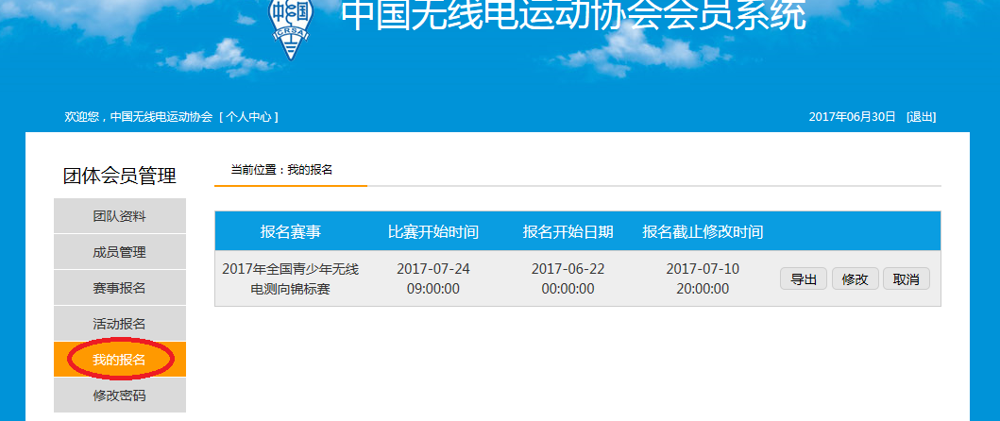 中国无线电运动协会会员系统
中国
CRSA
欢迎您，中国无线电运动协会 [ 个人中心 ]
2017年06月30日 [退出]
团体会员管理
当前位置：我的报名
团队资料
成员管理
赛事报名
活动报名
我的报名
修改密码
报名赛事 比赛开始时间 报名开始日期 报名截止修改时间
2017年全国青少年无线 2017-07-24 2017-06-22 2017-07-10
电测向锦标赛 09:00:00 00:00:00 20:00:00
导出 修改 取消